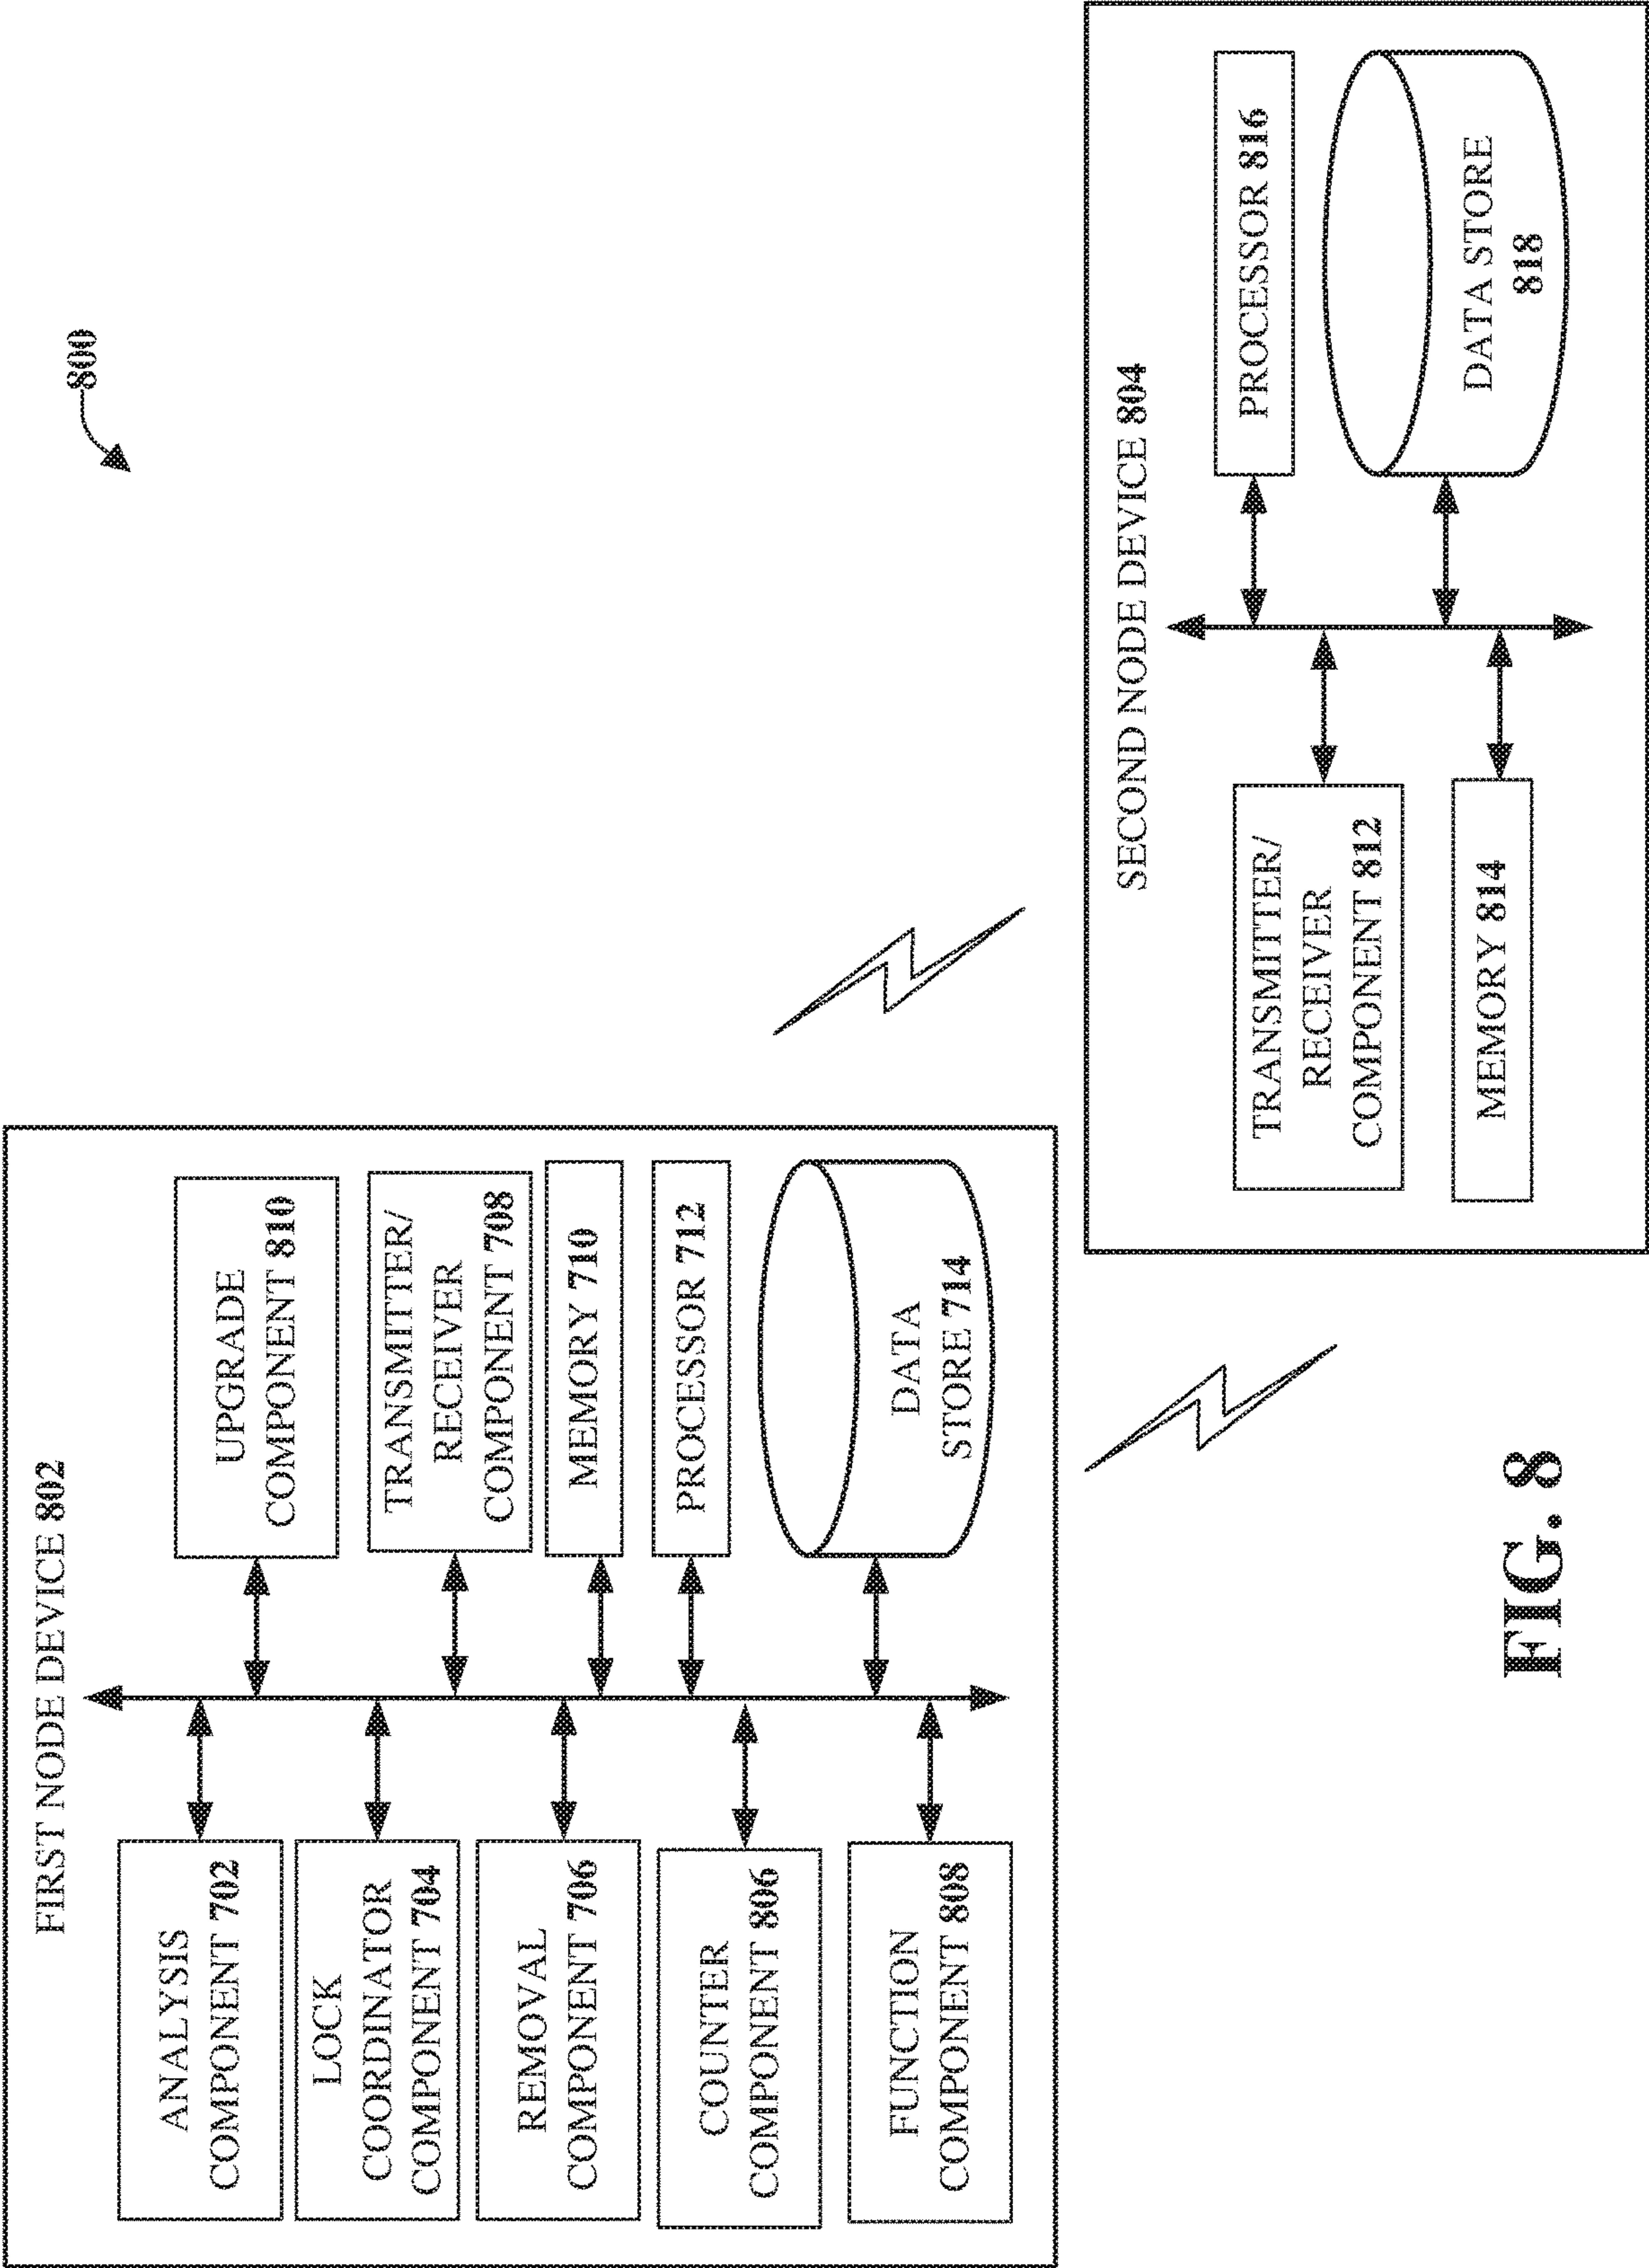 800
FIRST NODE DEVICE 802
ANALYSIS
COMPONENT 702
LOCK
COORDINATOR
COMPONENT 704
REMOVAL
COMPONENT 706
COUNTER
COMPONENT 806
FUNCTION
COMPONENT 808
UPGRADE
COMPONENT 810
TRANSMITTER/
RECEIVER
COMPONENT 708
MEMORY 710
PROCESSOR 712
DATA
STORE 714
SECOND NODE DEVICE 804
TRANSMITTER/
RECEIVER
COMPONENT 812
MEMORY 814
PROCESSOR 816
DATA STORE
818
FIG. 8